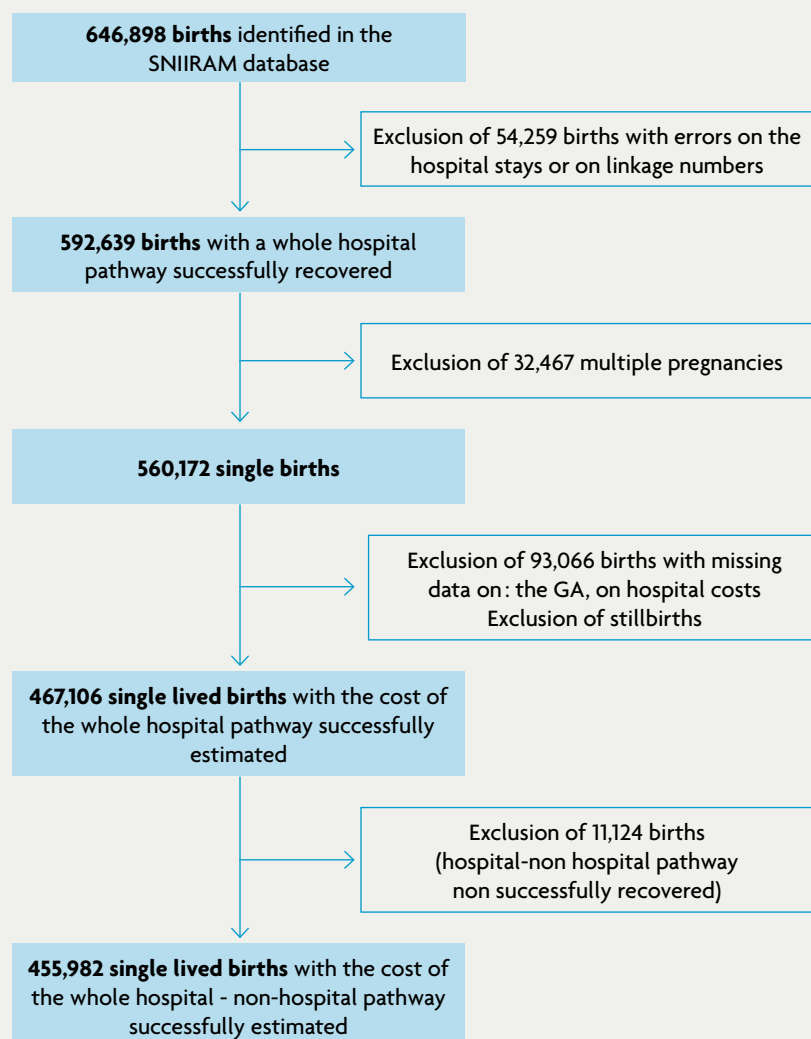 646,898 births identified in the
SNIIRAM database
Exclusion of 54,259 births with errors on the
hospital stays or on linkage numbers
592,639 births with a whole hospital
pathway successfully recovered
Exclusion of 32,467 multiple pregnancies
560,172 single births
Exclusion of 93,066 births with missing
data on : the GA, on hospital costs
Exclusion of stillbirths
467,106 single lived births with the cost of
the whole hospital pathway successfully
estimated
Exclusion of 11,124 births
(hospital-non hospital pathway
non successfully recovered)
455,982 single lived births with the cost of
the whole hospital - non-hospital pathway
successfully estimated